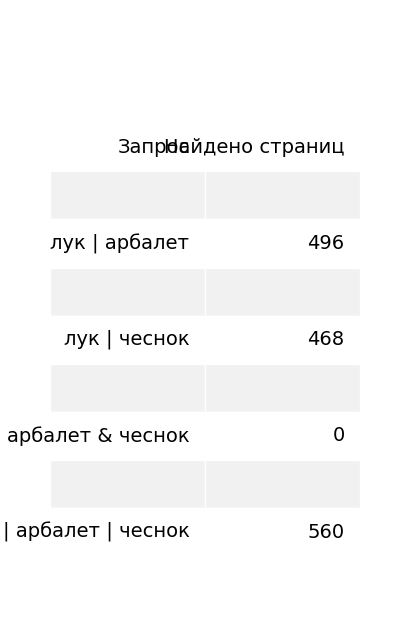 Запрос Найдено страниц
лук | арбалет 496
лук | чеснок 468
арбалет & чеснок 0
| арбалет | чеснок 560